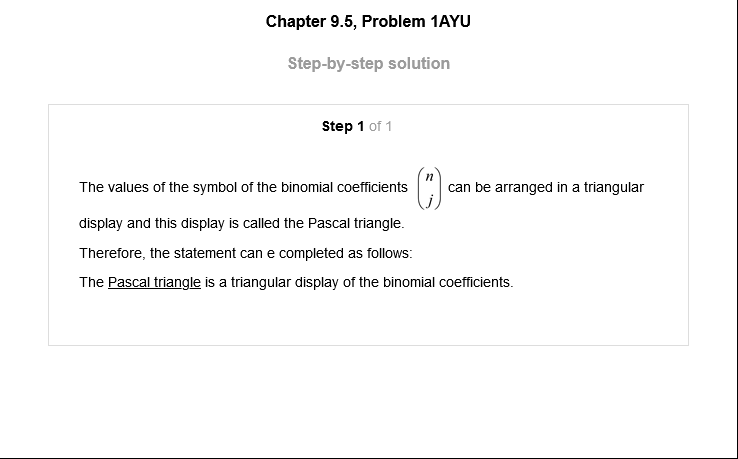 Chapter 9.5, Problem 1AYU
Step-by-step solution
Step 1 of 1
The values of the symbol of the binomial coefficients (n j) can be arranged in a triangular
display and this display is called the Pascal triangle.
Therefore, the statement can e completed as follows:
The Pascal triangle is a triangular display of the binomial coefficients.